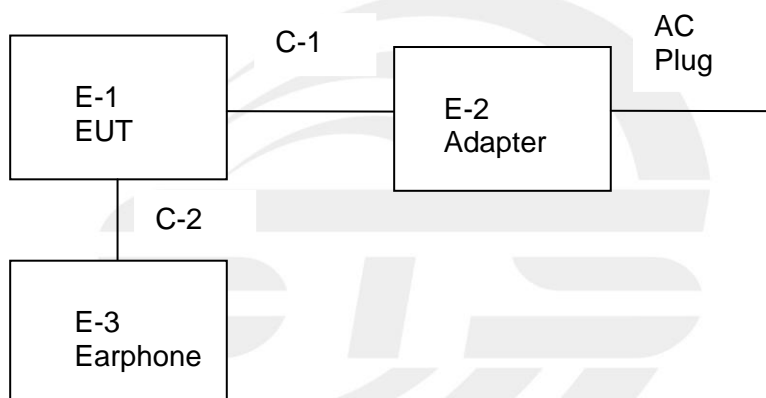 C-1
AC
Plug
E-1
EUT
E-2
Adapter
C-2
E-3
Earphone